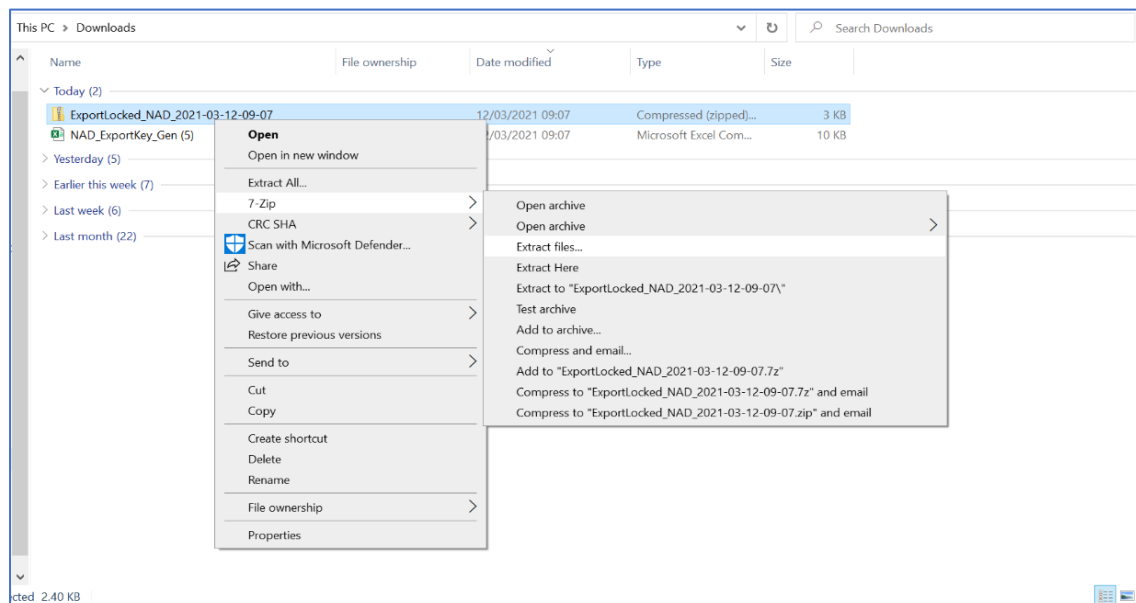 This PC > Downloads
Search Downloads
Name File ownership Date modified Type Size
Today (2)
ExportLocked_NAD_2021-03-12-09-07 12/03/2021 09:07 Compressed (zipped)... 3 KB
NAD_ExportKey_Gen (5) /03/2021 09:07 Microsoft Excel Com... 10 KB
Yesterday (5)
Earlier this week (7)
Last week (6)
Last month (22)
Open
Open in new window
Extract All...
7-Zip
CRC SHA
Scan with Microsoft Defender...
Share
Open with...
Give access to
Restore previous versions
Send to
Cut
Copy
Create shortcut
Delete
Rename
File ownership
Properties
Open archive
Open archive
Extract files...
Extract Here
Extract to "ExportLocked_NAD_2021-03-12-09-07\"
Test archive
Add to archive...
Compress and email...
Add to "ExportLocked_NAD_2021-03-12-09-07.7z"
Compress to "ExportLocked_NAD_2021-03-12-09-07.7z" and email
Compress to "ExportLocked_NAD_2021-03-12-09-07.zip" and email
cted 2.40 KB